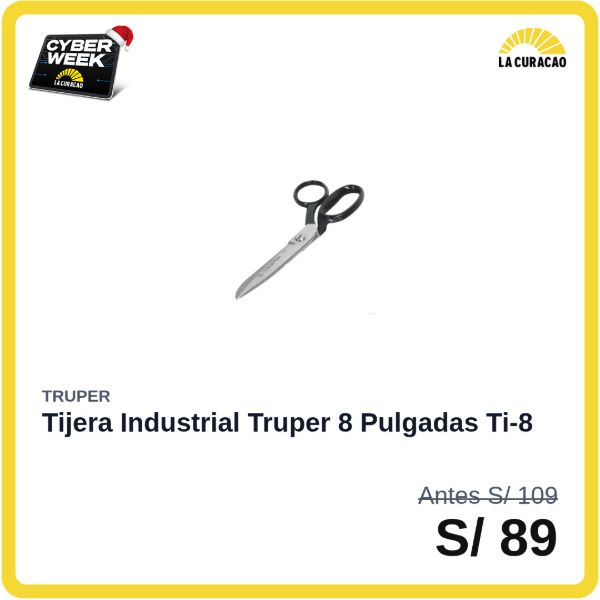 CYBER
WEEK
LA CURACAO
LA CURACAO
TRUPER
Tijera Industrial Truper 8 Pulgadas Ti-8
Antes S/ 109
S/ 89